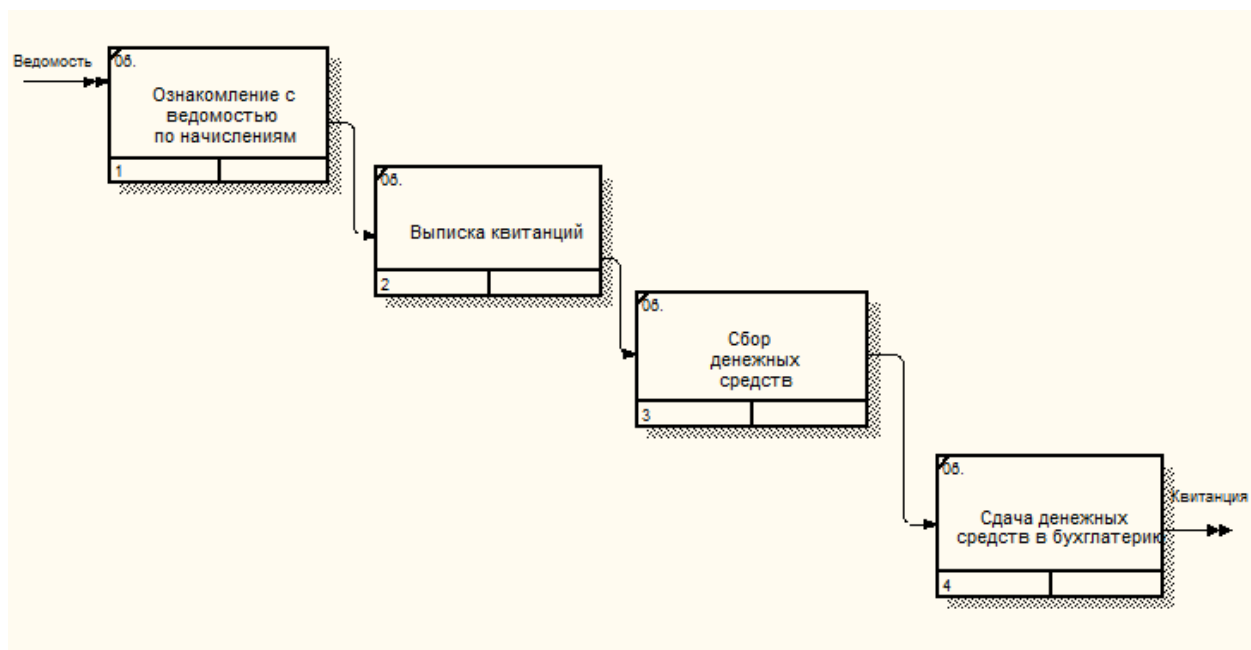 Ведомость
0б.
Ознакомление с
ведомостью
по начислениям
1
0б.
Выписка квитанций
2
0б.
Сбор
денежных
средств
3
0б.
Квитанция
Сдача денежных
средств в бухглатерию
4